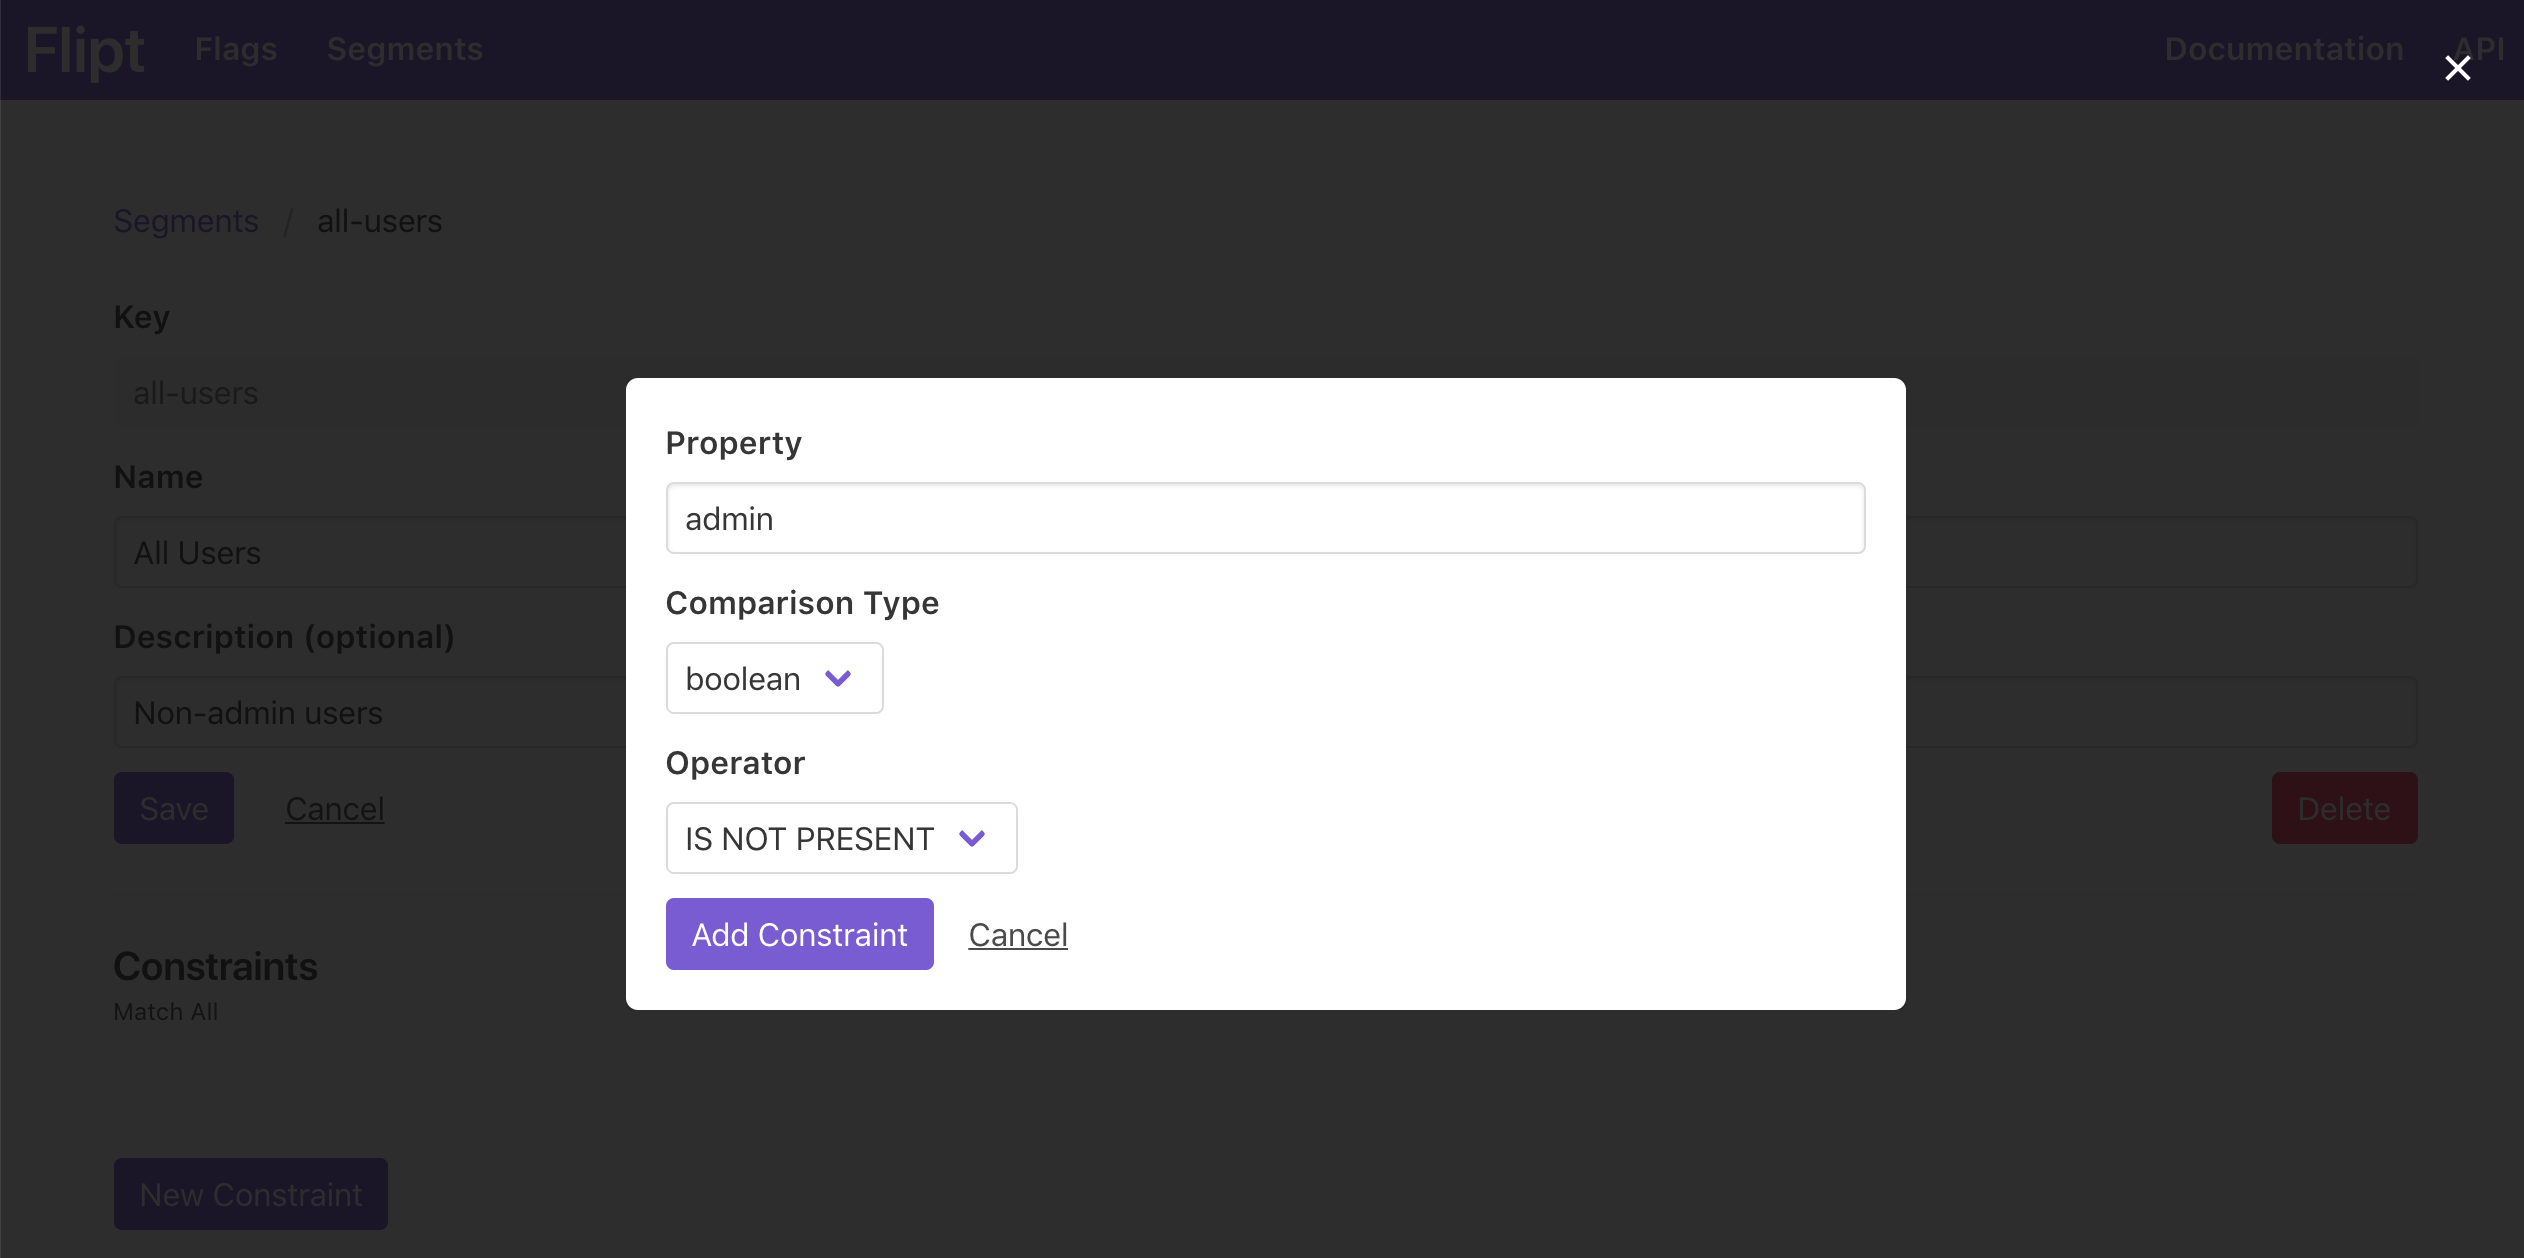 Flipt Flags Segments Documentation API
Segments / all-users
Key
all-users
Name
All Users
Description (optional)
Non-admin users
Save Cancel Delete
Constraints
Match All
New Constraint
Property
admin
Comparison Type
boolean
Operator
IS NOT PRESENT
Add Constraint Cancel